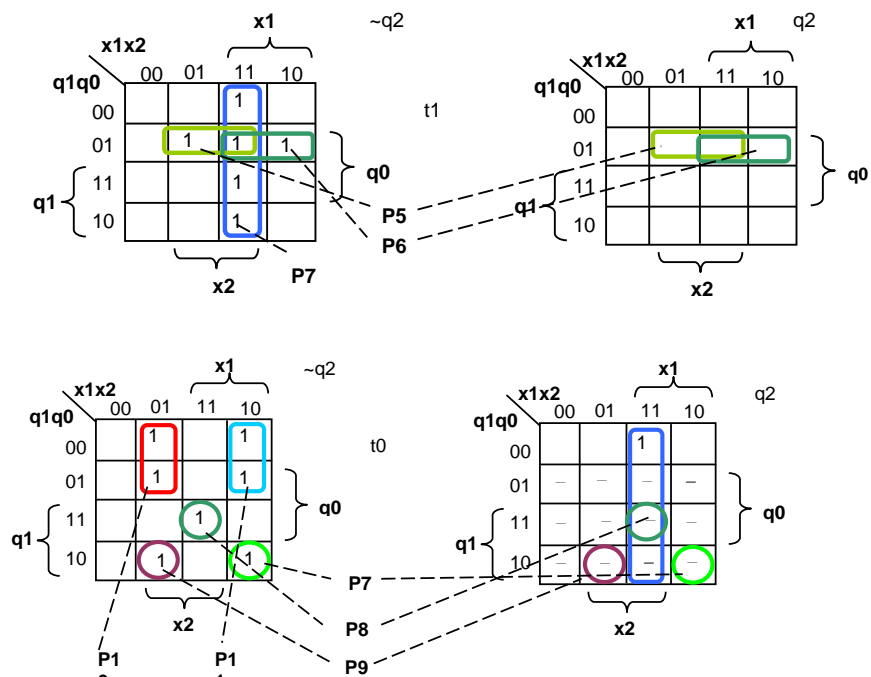 x1 ~q2
x1x2
q1q0 00 01 11 10
00 1
t1
01 1 1 1
q0
q1 11 1
10 1
x2
P5
P6
P7
x1 q2
x1x2
q1q0 00 01 11 10
00
01
q0
q1 11
10
x2
x1 ~q2
x1x2
q1q0 00 01 11 10
00 1 1
t0
01 1 1
q0
q1 11 1
10 1 1
x2
P7
P8
P9
P1
P1
x1 q2
x1x2
q1q0 00 01 11 10
00 1
01 – – – –
q0
q1 11 – – – –
10 – – – –
x2